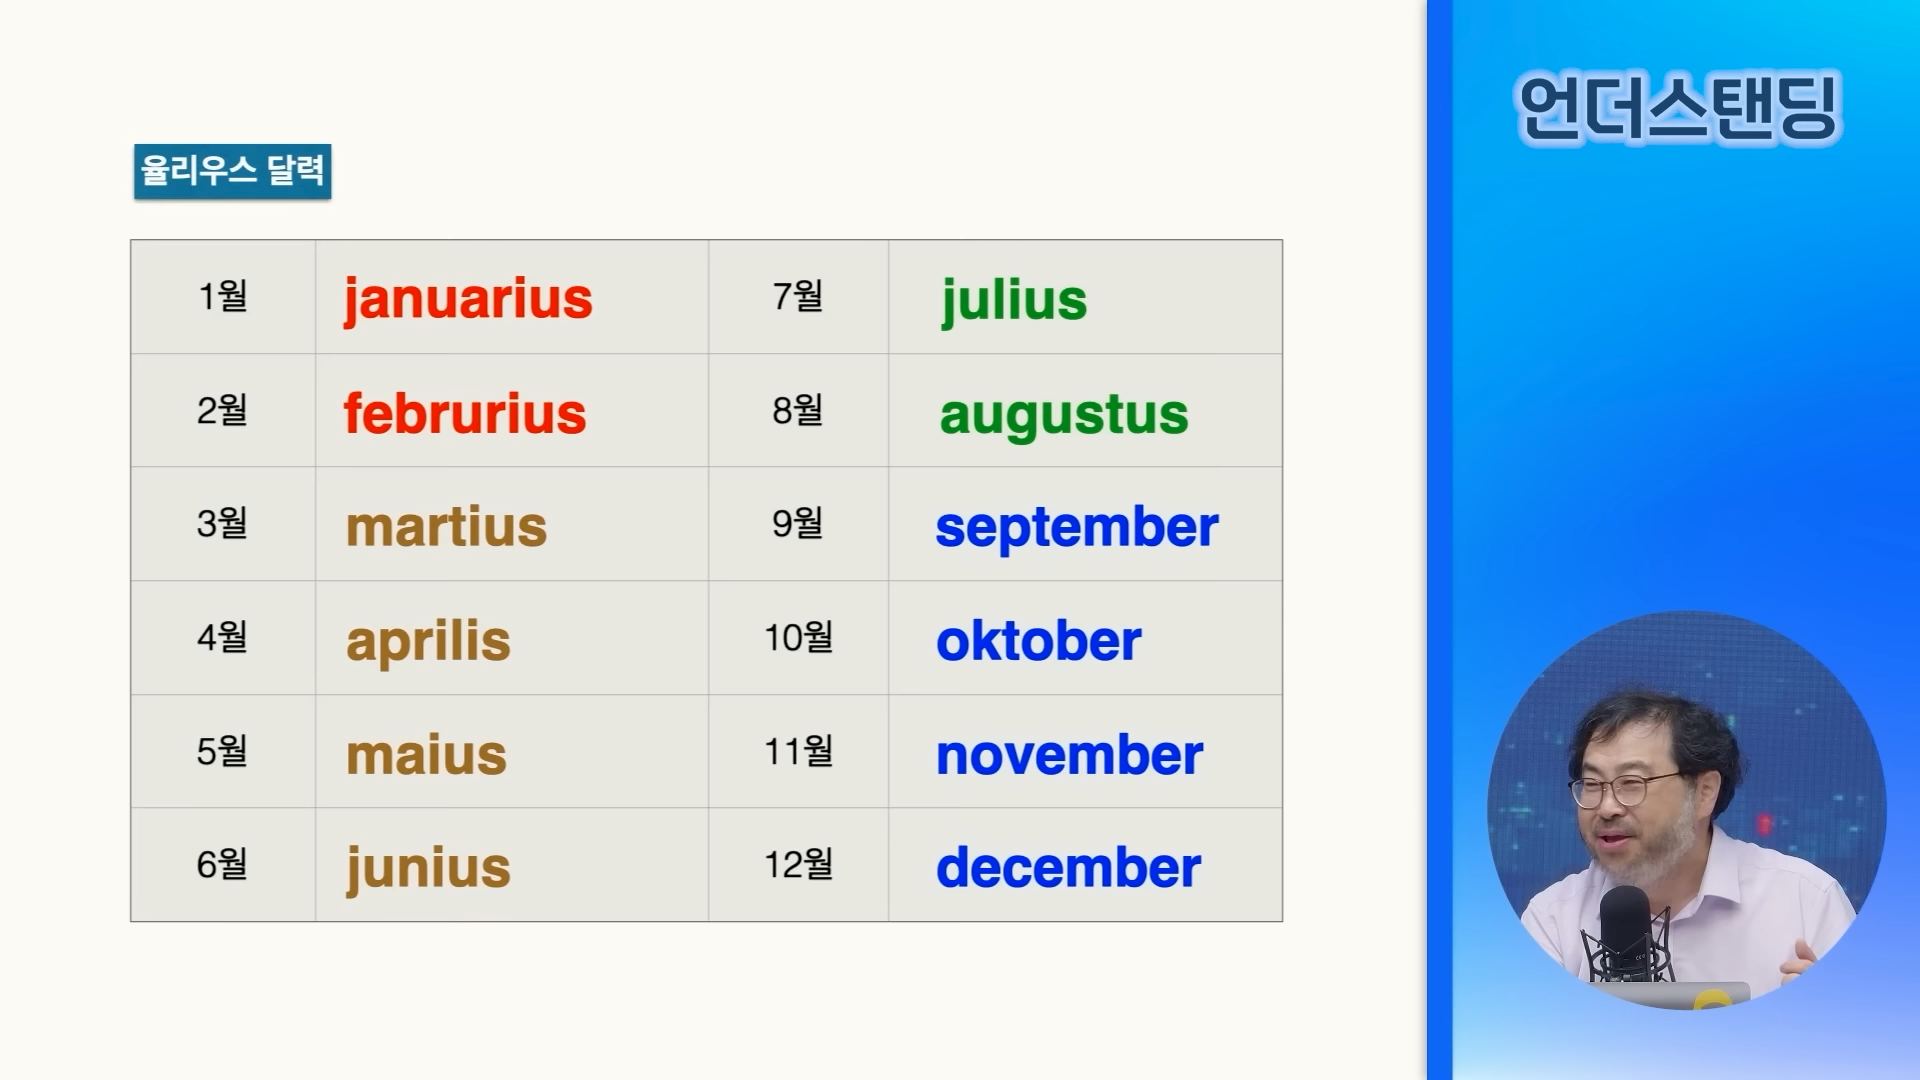 언더스탠딩
율리우스 달력
1월 januarius 7월 julius
2월 februrius 8월 augustus
3월 martius 9월 september
4월 aprilis 10월 oktober
5월 maius 11월 november
6월 junius 12월 december